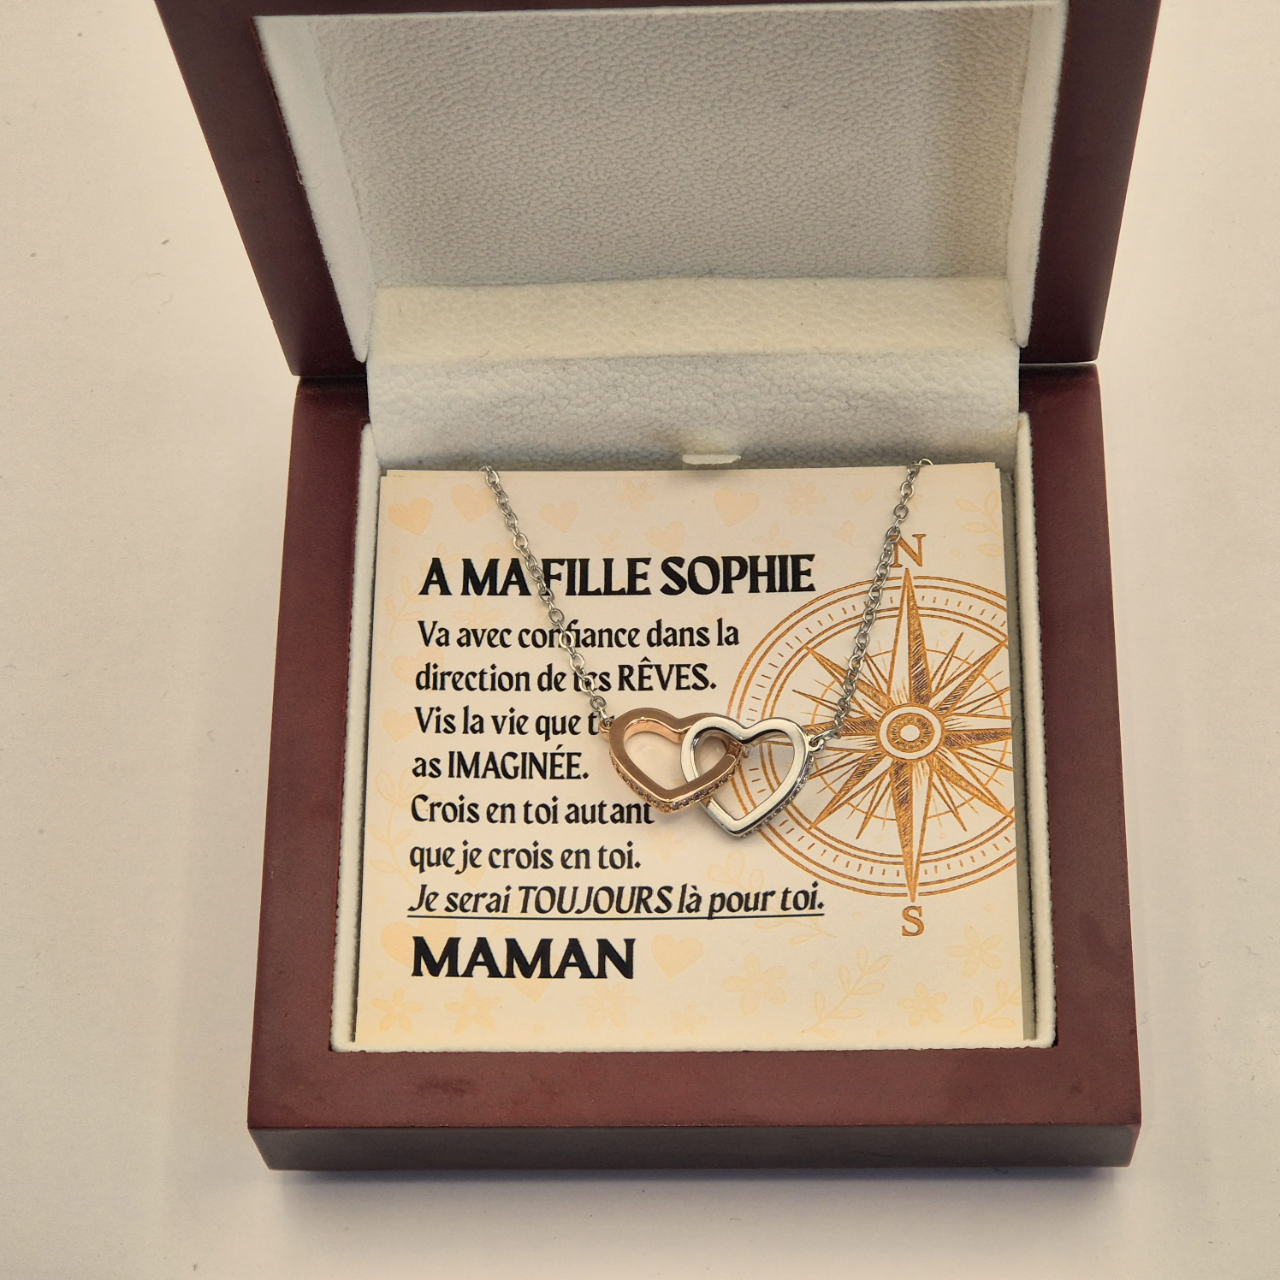 A MA FILLE SOPHIE
Va avec confiance dans la
direction de tes RÊVES.
Vis la vie que t
as IMAGINÉE.
Crois en toi autant
que je crois en toi.
Je serai TOUJOURS là pour toi.
MAMAN
N
S